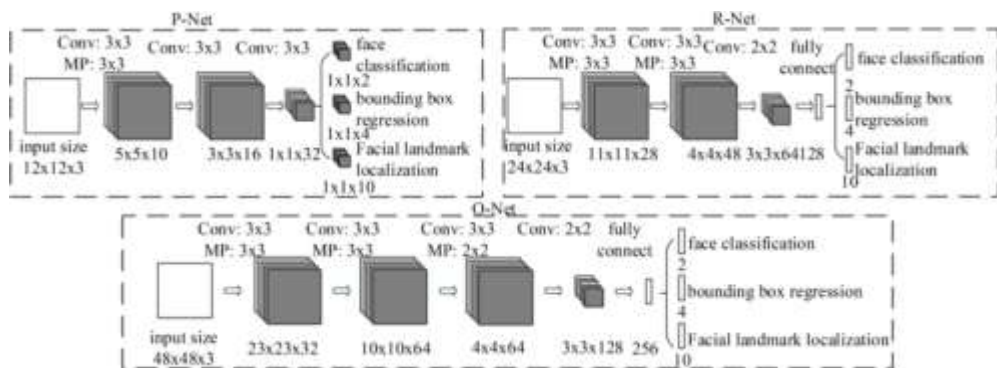 P-Net
Conv: 3x3 Conv: 3x3 Conv: 3x3
MP: 3x3
face
classification
1x1x2
bounding box
regression
1x1x4
Facial landmark
localization
1x1x10
input size
12x12x3
5x5x10
3x3x16
1x1x32
R-Net
Conv: 3x3 Conv: 3x3 Conv: 2x2 fully
MP: 3x3 MP: 3x3 connect
face classification
2
bounding box
regression
4
Facial landmark
localization
10
input size
24x24x3
11x11x28
4x4x48
3x3x64
128
O-Net
Conv: 3x3 Conv: 3x3 Conv: 3x3 Conv: 2x2 fully
MP: 3x3 MP: 3x3 MP: 2x2 connect
face classification
2
bounding box regression
4
Facial landmark localization
10
input size
48x48x3
23x23x32
10x10x64
4x4x64
3x3x128
256